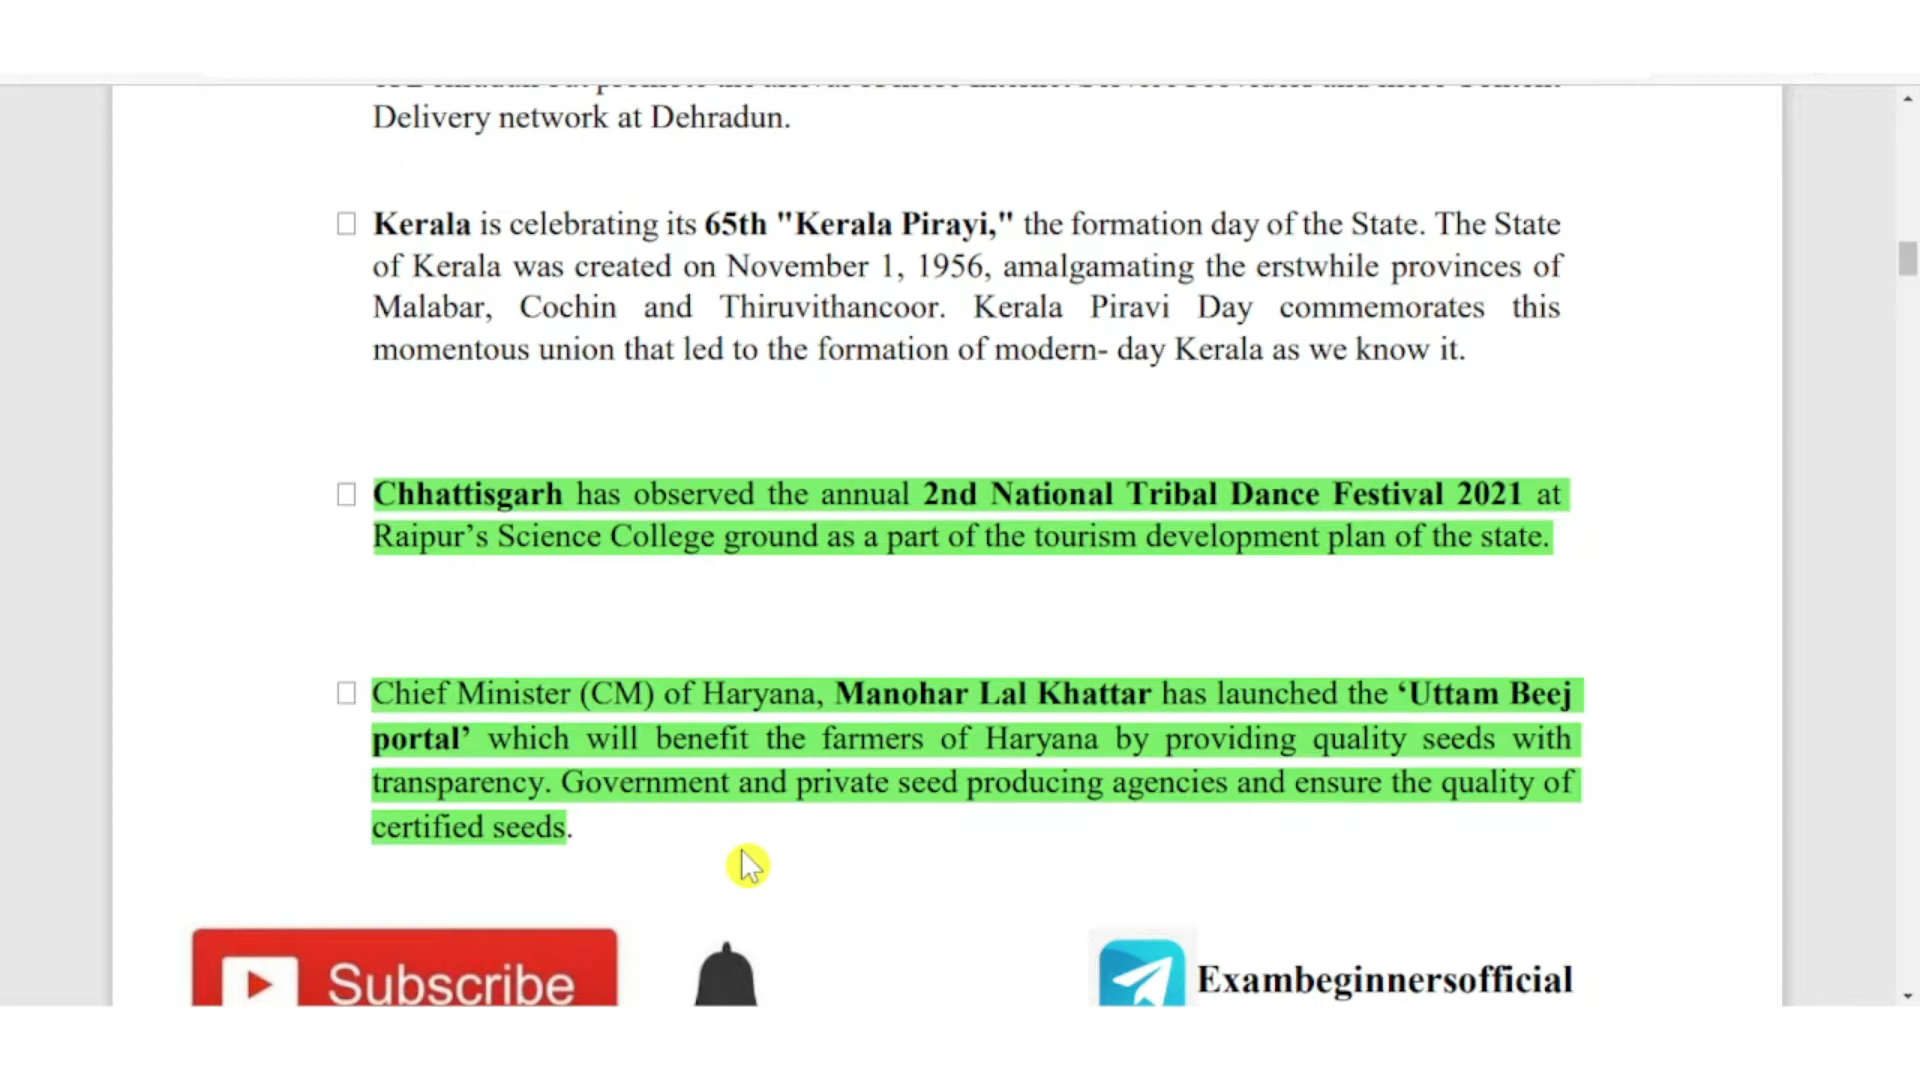 Delivery network at Dehradun.
Kerala is celebrating its 65th "Kerala Pirayi," the formation day of the State. The State
of Kerala was created on November 1, 1956, amalgamating the erstwhile provinces of
Malabar, Cochin and Thiruvithancoor. Kerala Piravi Day commemorates this
momentous union that led to the formation of modern- day Kerala as we know it.
Chhattisgarh has observed the annual 2nd National Tribal Dance Festival 2021 at
Raipur’s Science College ground as a part of the tourism development plan of the state.
Chief Minister (CM) of Haryana, Manohar Lal Khattar has launched the ‘Uttam Beej
portal’ which will benefit the farmers of Haryana by providing quality seeds with
transparency. Government and private seed producing agencies and ensure the quality of
certified seeds.
Subscribe
Exambeginnersofficial